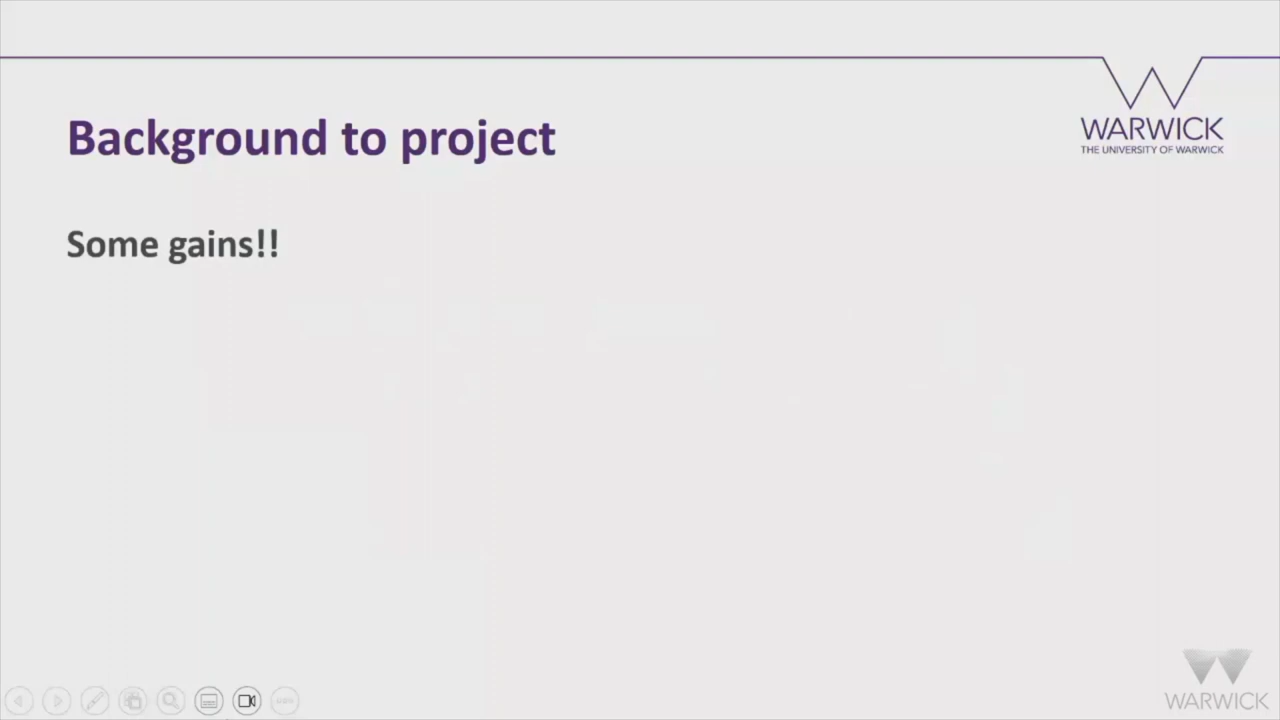 Background to project
WARWICK
THE UNIVERSITY OF WARWICK
Some gains!!
WARWICK